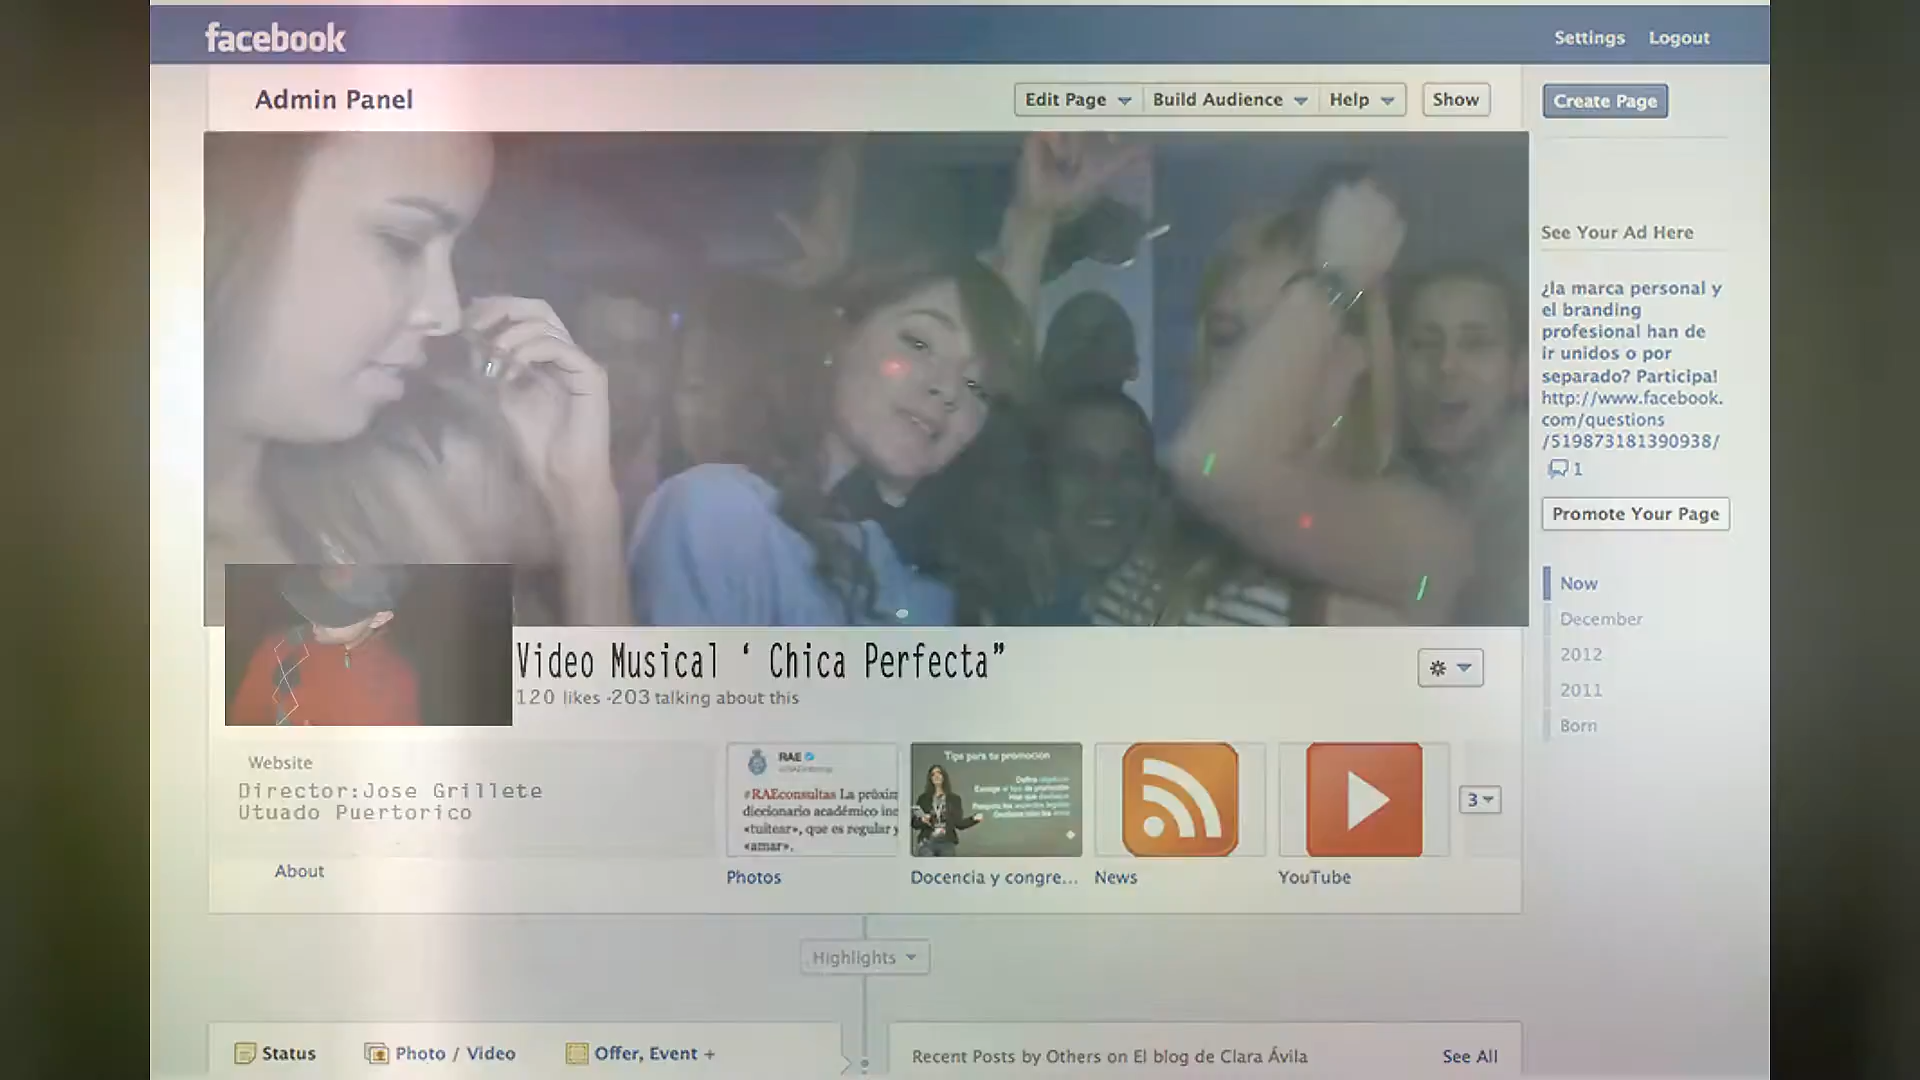 facebook
Settings Logout
Admin Panel
Edit Page Build Audience Help Show
Create Page
See Your Ad Here
¿la marca personal y
el branding
profesional han de
ir unidos o por
separado? Participa!
http://www.facebook.
com/questions
/519873181390938/
1
Promote Your Page
Now
December
2012
2011
Born
Video Musical ‘ Chica Perfecta”
120 likes ·203 talking about this
Website
Director:Jose Grillete
Utuado Puertorico
About
RAE
#RAEconsultas La próxim
diccionario académico inc
«tuitear», que es regular y
«amar».
Photos
Tips para tu promoción
Docencia y congre...
News
YouTube
3
Highlights
Status
Photo / Video
Offer, Event +
Recent Posts by Others on El blog de Clara Ávila
See All